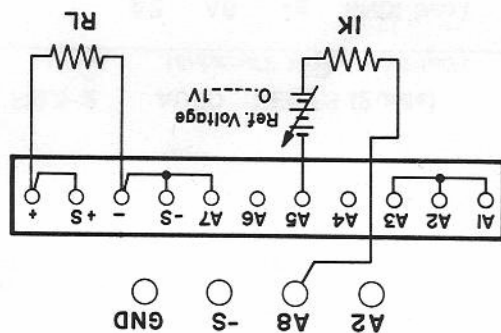 RL 1K
Ref. Voltage
0-----1V
+ +S - -S A7 A6 A5 A4 A3 A2 A1
GND -S A8 A2